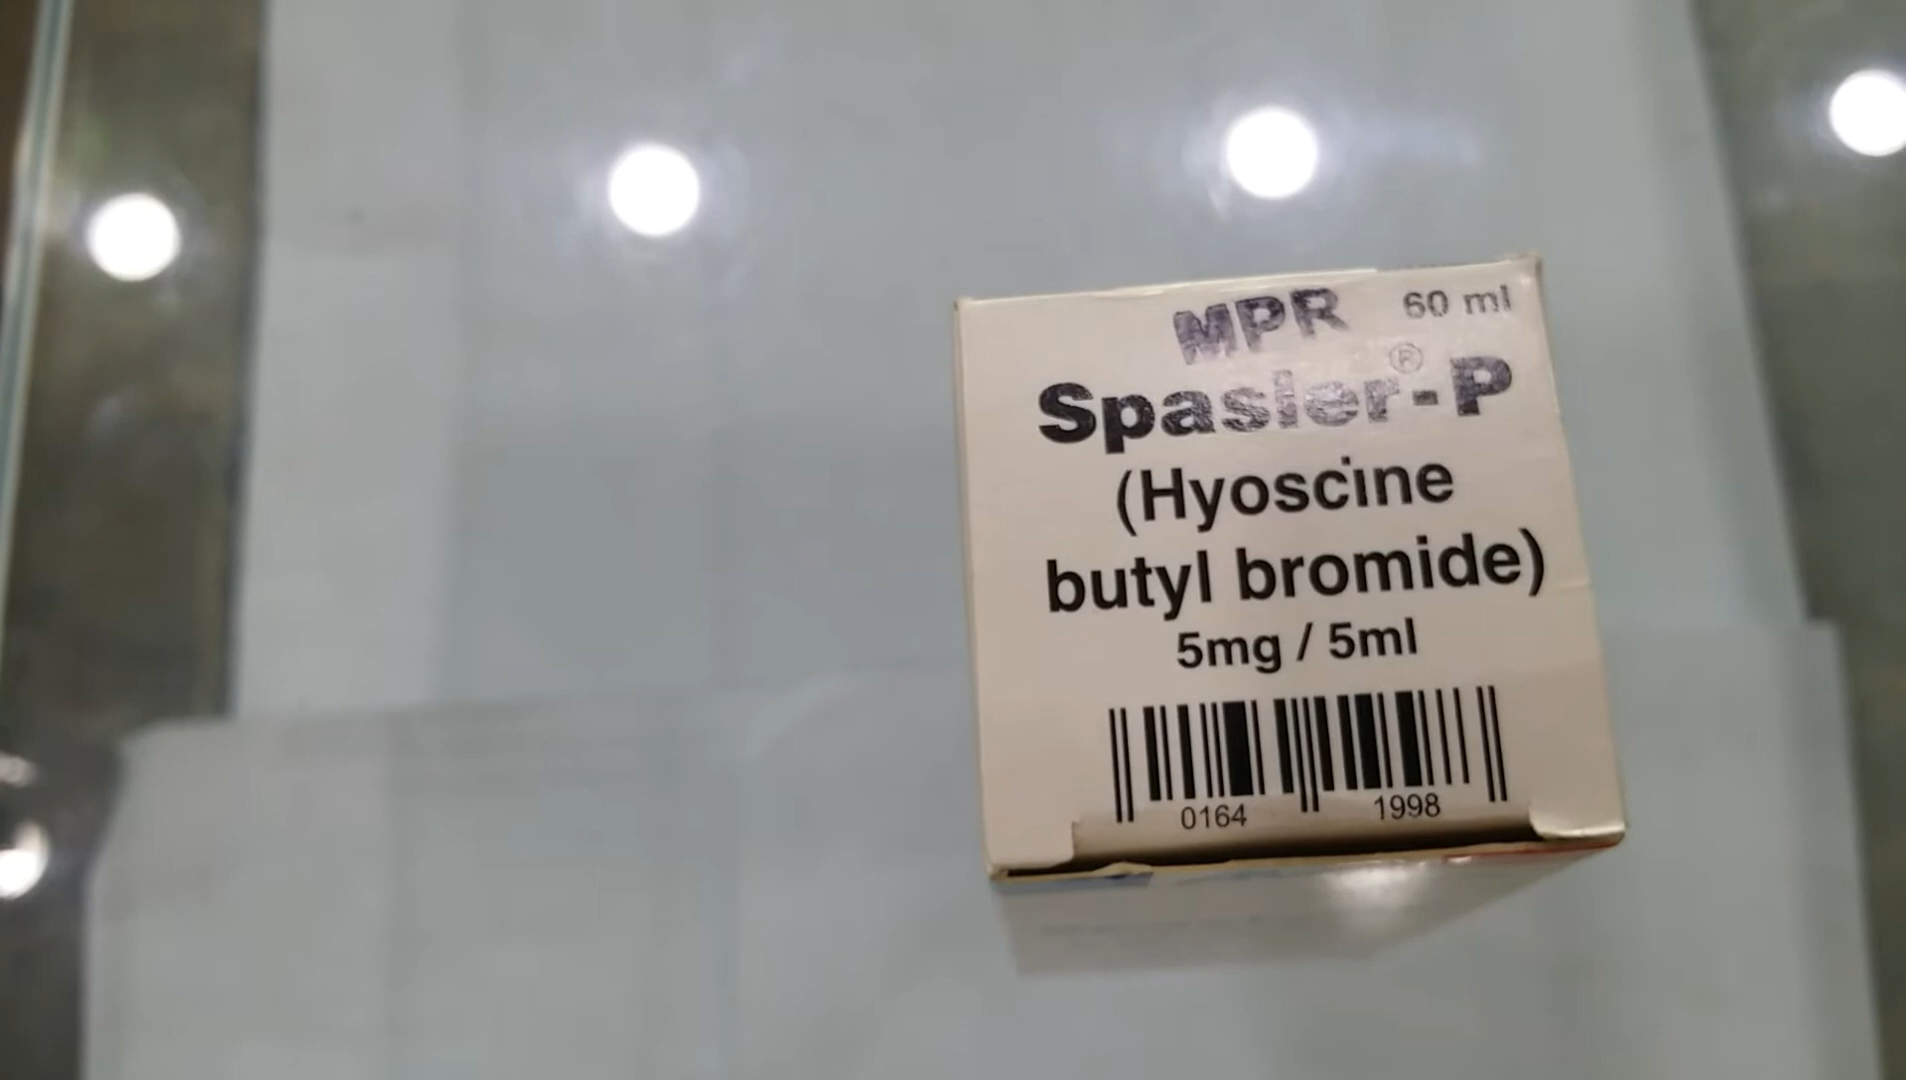 MPR 60 ml
Spasler®-P
(Hyoscine
butyl bromide)
5mg / 5ml
0164 1998